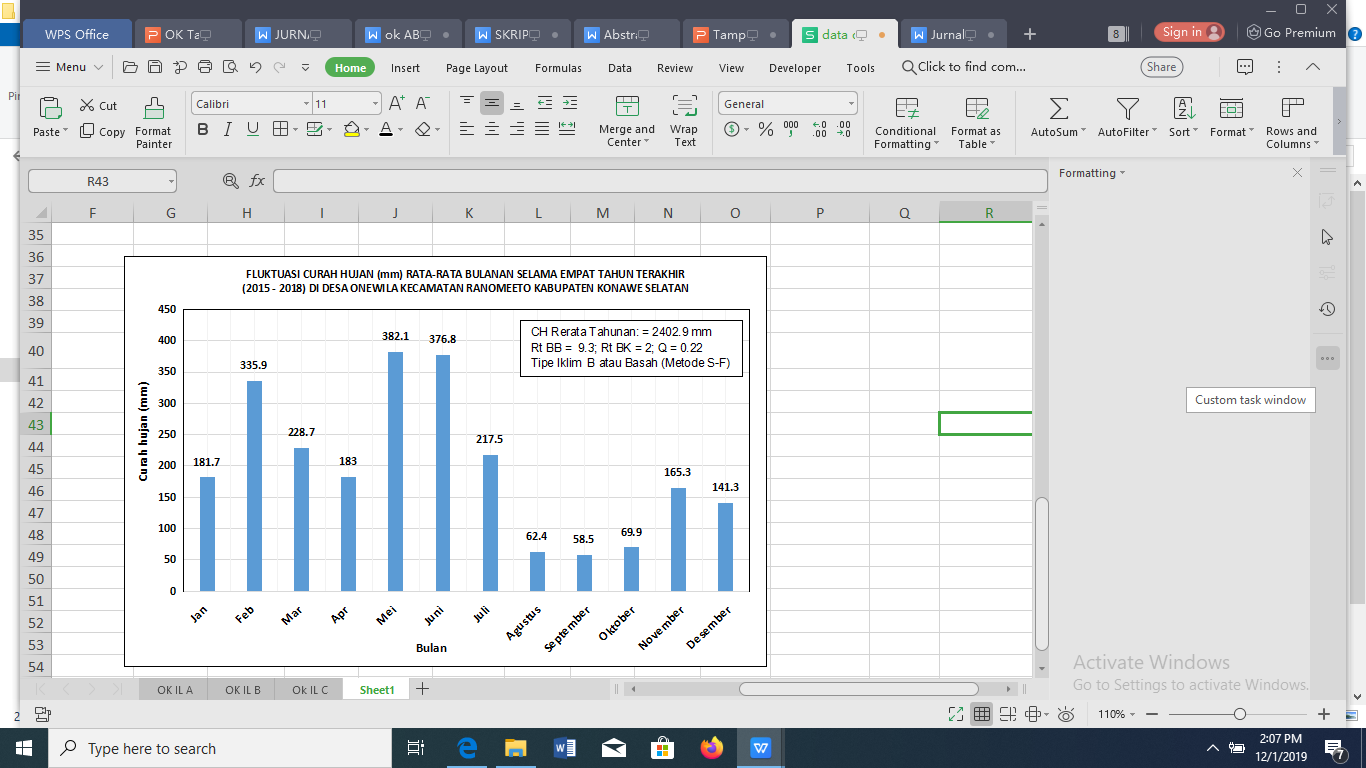 WPS Office
OK Ta
JURNA
ok AB
SKRIP
Abstra
Tamp
data
Jurnal
8
Sign in
Go Premium
Menu
Home
Insert
Page Layout
Formulas
Data
Review
View
Developer
Tools
Click to find com...
Share
Paste
Cut
Copy
Format
Painter
Calibri
11
A+ A-
B I U
Merge and
Center
Wrap
Text
General
Conditional
Formatting
Format as
Table
AutoSum
AutoFilter
Sort
Format
Rows and
Columns
R43
fx
Formatting
F G H I J K L M N O P Q R
35
36
37
38
39
40
41
42
43
44
45
46
47
48
49
50
51
52
53
54
FLUKTUASI CURAH HUJAN (mm) RATA-RATA BULANAN SELAMA EMPAT TAHUN TERAKHIR
(2015 - 2018) DI DESA ONEWILA KECAMATAN RANOMEETO KABUPATEN KONAWE SELATAN
CH Rerata Tahunan: = 2402.9 mm
Rt BB = 9.3; Rt BK = 2; Q = 0.22
Tipe Iklim B atau Basah (Metode S-F)
Curah hujan (mm)
450
400
350
300
250
200
150
100
50
0
181.7
335.9
228.7
183
382.1
376.8
217.5
62.4
58.5
69.9
165.3
141.3
Jan
Feb
Mar
Apr
Mei
Juni
Juli
Agustus
September
Oktober
November
Desember
Bulan
Custom task window
Activate Windows
Go to Settings to activate Windows.
OK IL A
OK IL B
Ok IL C
Sheet1
110%
Type here to search
2:07 PM
12/1/2019
7